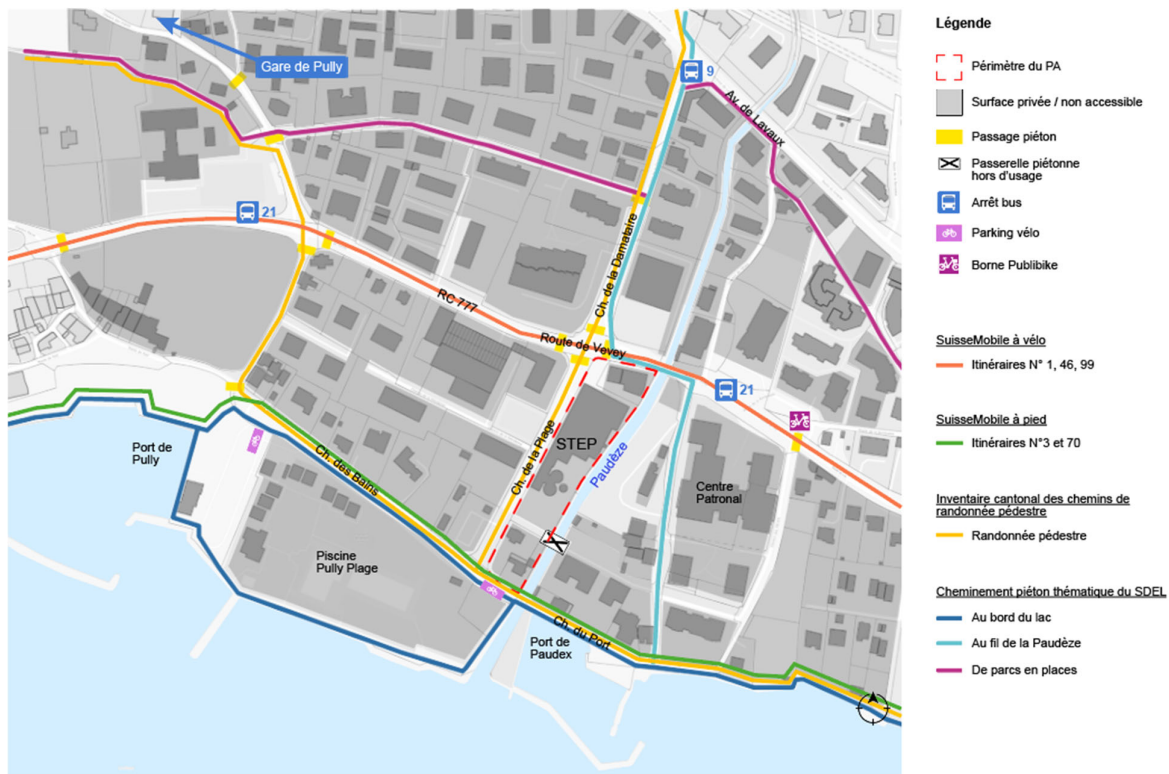 Gare de Pully
9
Av. de Lavaux
21
RC 777
Ch. de la Damataire
Route de Vevey
21
STEP
Ch. de la Plage
Paudèze
Centre
Patronal
Port de
Pully
Ch. des Bains
Piscine
Pully Plage
Ch. du Port
Port de
Paudex
Légende
Périmètre du PA
Surface privée / non accessible
Passage piéton
Passerelle piétonne
hors d'usage
Arrêt bus
Parking vélo
Borne Publibike
SuisseMobile à vélo
Itinéraires N° 1, 46, 99
SuisseMobile à pied
Itinéraires N°3 et 70
Inventaire cantonal des chemins de
randonnée pédestre
Randonnée pédestre
Cheminement piéton thématique du SDEL
Au bord du lac
Au fil de la Paudèze
De parcs en places